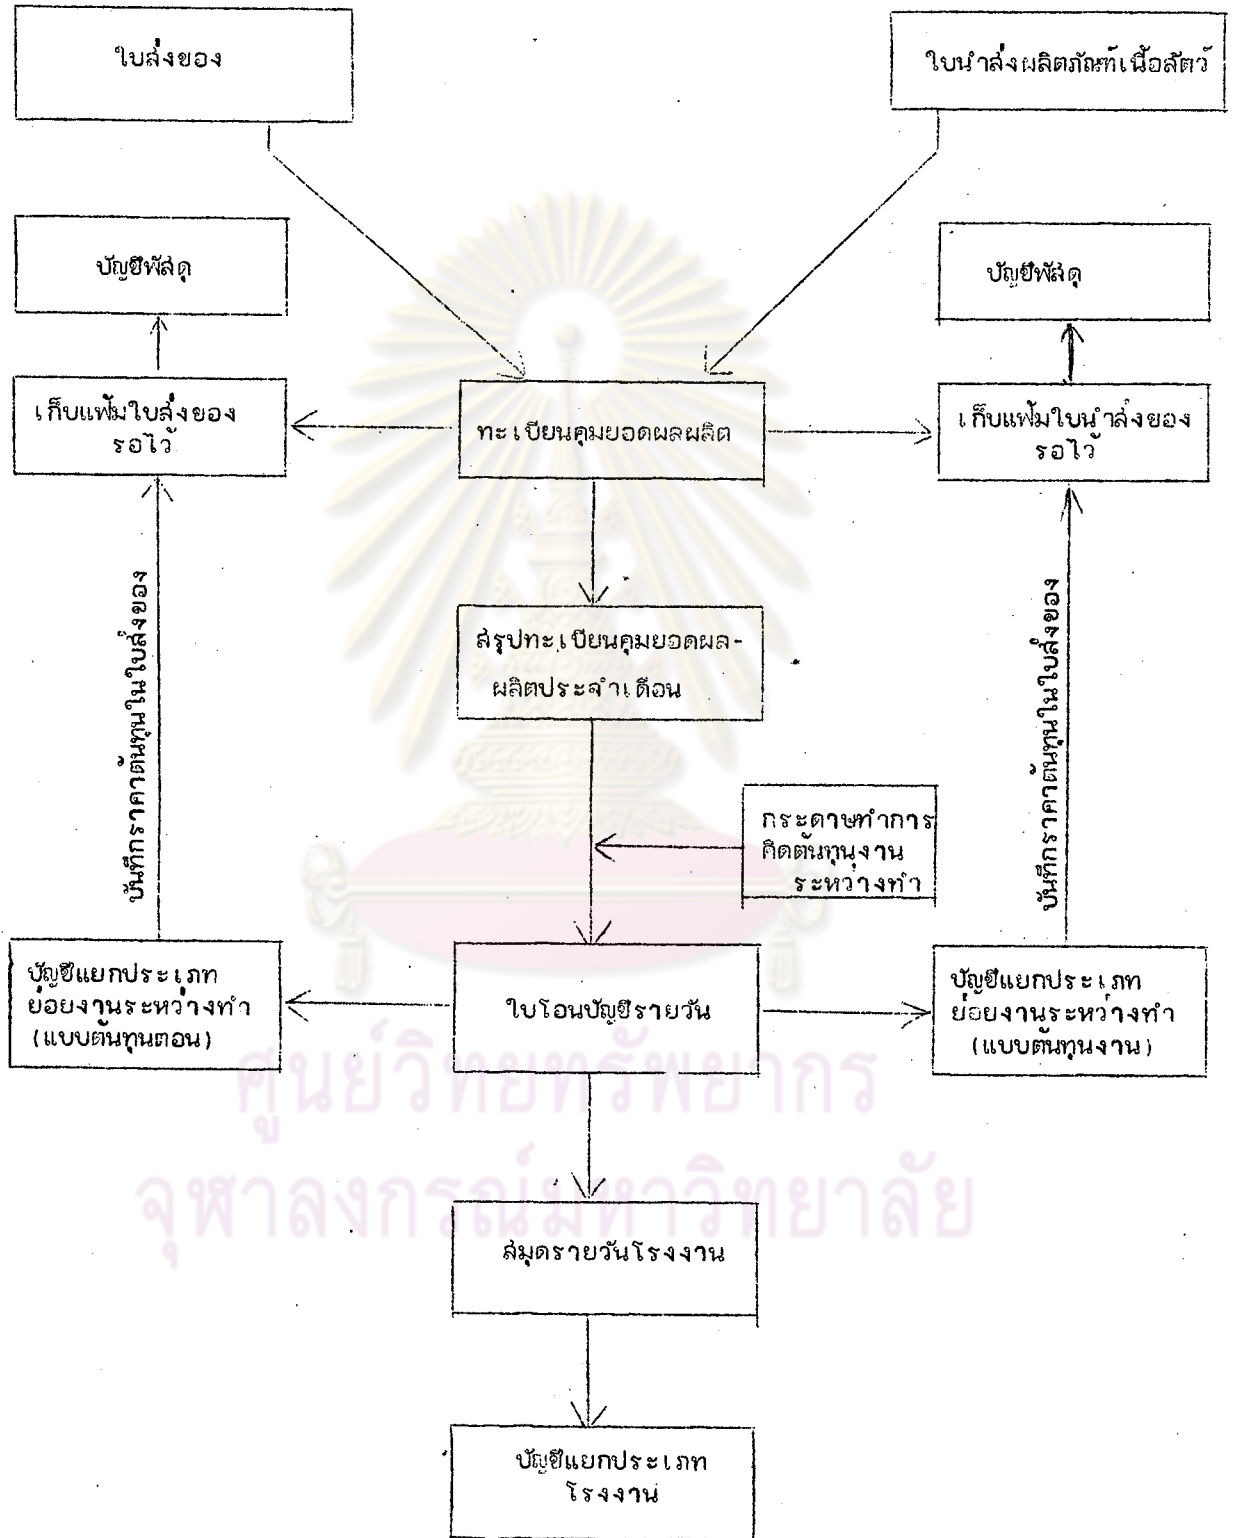 ใบส่งของ
ใบนำส่งผลิตภัณฑ์เนื้อสัตว์
บัญชีพัสดุ
บัญชีพัสดุ
เก็บแฟ้มใบส่งของ
รอไว้
ทะเบียนคุมยอดผลผลิต
เก็บแฟ้มใบนำส่งของ
รอไว้
บันทึกราคาต้นทุนในใบส่งของ
สรุปทะเบียนคุมยอดผล-
ผลิตประจำเดือน
บันทึกราคาต้นทุนในใบส่งของ
กระดาษทำการ
คิดต้นทุนงาน
ระหว่างทำ
บัญชีแยกประเภท
ย่อยงานระหว่างทำ
(แบบต้นทุนตอน)
ใบโอนบัญชีรายวัน
บัญชีแยกประเภท
ย่อยงานระหว่างทำ
(แบบต้นทุนงาน)
ศูนย์วิทยทรัพยากร
จุฬาลงกรณ์มหาวิทยาลัย
สมุดรายวันโรงงาน
บัญชีแยกประเภท
โรงงาน